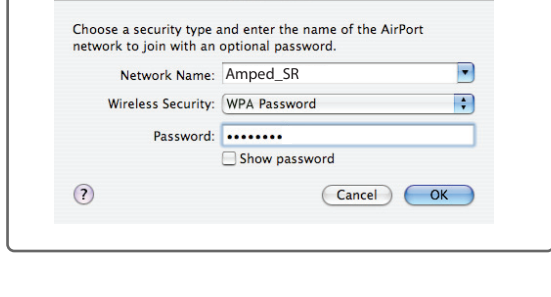 Choose a security type and enter the name of the AirPort
network to join with an optional password.
Network Name: Amped_SR
Wireless Security: WPA Password
Password: ••••••••
Show password
? Cancel OK